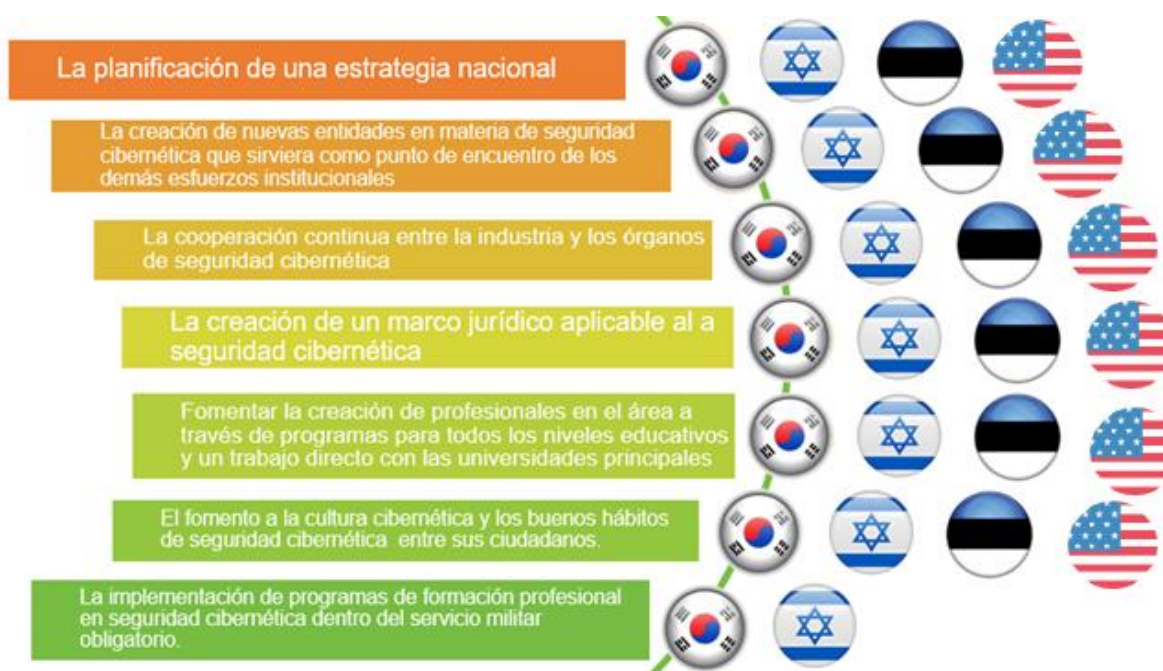 La planificación de una estrategia nacional
La creación de nuevas entidades en materia de seguridad
cibernética que sirviera como punto de encuentro de los
demás esfuerzos institucionales
La cooperación continua entre la industria y los órganos
de seguridad cibernética
La creación de un marco jurídico aplicable al a
seguridad cibernética
Fomentar la creación de profesionales en el área a
través de programas para todos los niveles educativos
y un trabajo directo con las universidades principales
El fomento a la cultura cibernética y los buenos hábitos
de seguridad cibernética entre sus ciudadanos.
La implementación de programas de formación profesional
en seguridad cibernética dentro del servicio militar
obligatorio.